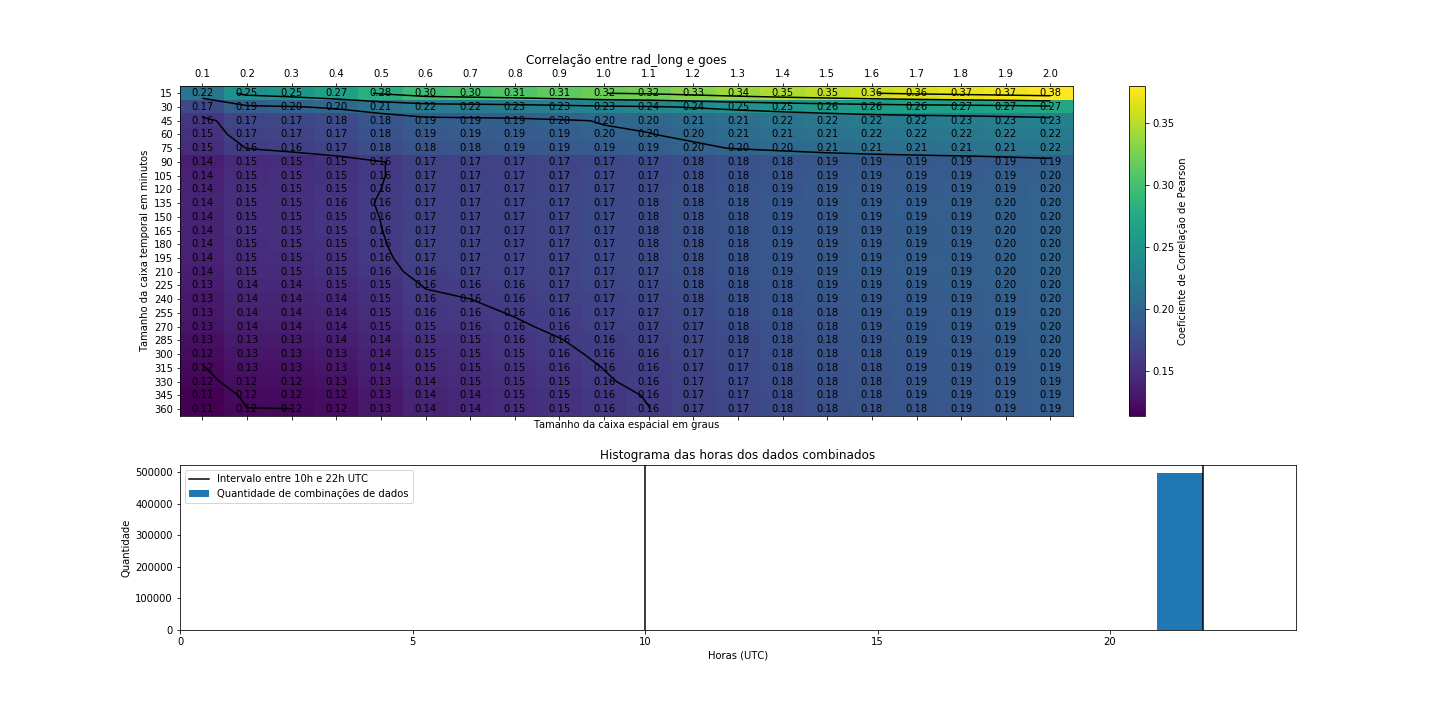 Correlação entre rad_long e goes
0.1 0.2 0.3 0.4 0.5 0.6 0.7 0.8 0.9 1.0 1.1 1.2 1.3 1.4 1.5 1.6 1.7 1.8 1.9 2.0
15 0.22 0.25 0.25 0.27 0.28 0.30 0.30 0.31 0.31 0.32 0.32 0.33 0.34 0.35 0.35 0.36 0.36 0.37 0.37 0.38
30 0.17 0.19 0.20 0.20 0.21 0.22 0.22 0.23 0.23 0.23 0.24 0.24 0.25 0.25 0.26 0.26 0.26 0.27 0.27 0.27
45 0.16 0.17 0.17 0.18 0.18 0.19 0.19 0.19 0.20 0.20 0.20 0.21 0.21 0.22 0.22 0.22 0.22 0.23 0.23 0.23
60 0.15 0.17 0.17 0.17 0.18 0.19 0.19 0.19 0.19 0.20 0.20 0.20 0.21 0.21 0.21 0.22 0.22 0.22 0.22 0.22
75 0.15 0.16 0.16 0.17 0.18 0.18 0.18 0.19 0.19 0.19 0.19 0.20 0.20 0.20 0.21 0.21 0.21 0.21 0.21 0.22
90 0.14 0.15 0.15 0.15 0.16 0.17 0.17 0.17 0.17 0.17 0.18 0.18 0.18 0.18 0.18 0.19 0.19 0.19 0.19 0.19
105 0.14 0.15 0.15 0.15 0.16 0.17 0.17 0.17 0.17 0.17 0.17 0.18 0.18 0.19 0.19 0.19 0.19 0.19 0.19 0.20
120 0.14 0.15 0.15 0.15 0.16 0.17 0.17 0.17 0.17 0.17 0.17 0.18 0.18 0.19 0.19 0.19 0.19 0.19 0.19 0.20
135 0.14 0.15 0.15 0.16 0.16 0.17 0.17 0.17 0.17 0.17 0.18 0.18 0.18 0.19 0.19 0.19 0.19 0.19 0.20 0.20
150 0.14 0.15 0.15 0.15 0.16 0.17 0.17 0.17 0.17 0.17 0.18 0.18 0.18 0.19 0.19 0.19 0.19 0.19 0.20 0.20
165 0.14 0.15 0.15 0.15 0.16 0.17 0.17 0.17 0.17 0.17 0.18 0.18 0.18 0.19 0.19 0.19 0.19 0.19 0.20 0.20
180 0.14 0.15 0.15 0.15 0.16 0.17 0.17 0.17 0.17 0.17 0.18 0.18 0.18 0.19 0.19 0.19 0.19 0.19 0.20 0.20
195 0.14 0.15 0.15 0.15 0.16 0.17 0.17 0.17 0.17 0.17 0.18 0.18 0.18 0.19 0.19 0.19 0.19 0.19 0.20 0.20
210 0.14 0.15 0.15 0.15 0.16 0.16 0.17 0.17 0.17 0.17 0.17 0.18 0.18 0.18 0.19 0.19 0.19 0.19 0.20 0.20
225 0.13 0.14 0.14 0.15 0.15 0.16 0.16 0.16 0.17 0.17 0.17 0.18 0.18 0.18 0.19 0.19 0.19 0.19 0.20 0.20
240 0.13 0.14 0.14 0.14 0.15 0.16 0.16 0.16 0.17 0.17 0.17 0.18 0.18 0.18 0.19 0.19 0.19 0.19 0.19 0.20
255 0.13 0.14 0.14 0.14 0.15 0.16 0.16 0.16 0.16 0.17 0.17 0.17 0.18 0.18 0.18 0.19 0.19 0.19 0.19 0.20
270 0.13 0.14 0.14 0.14 0.15 0.15 0.16 0.16 0.16 0.17 0.17 0.17 0.18 0.18 0.18 0.19 0.19 0.19 0.19 0.20
285 0.13 0.13 0.13 0.14 0.14 0.15 0.15 0.16 0.16 0.16 0.17 0.17 0.18 0.18 0.18 0.18 0.19 0.19 0.19 0.20
300 0.12 0.13 0.13 0.13 0.14 0.15 0.15 0.15 0.16 0.16 0.16 0.17 0.17 0.18 0.18 0.18 0.19 0.19 0.19 0.20
315 0.12 0.13 0.13 0.13 0.14 0.15 0.15 0.15 0.16 0.16 0.16 0.17 0.17 0.18 0.18 0.18 0.19 0.19 0.19 0.19
330 0.12 0.12 0.12 0.13 0.13 0.14 0.15 0.15 0.15 0.16 0.16 0.17 0.17 0.18 0.18 0.18 0.19 0.19 0.19 0.19
345 0.11 0.12 0.12 0.12 0.13 0.14 0.14 0.15 0.15 0.16 0.16 0.17 0.17 0.18 0.18 0.18 0.18 0.19 0.19 0.19
360 0.11 0.12 0.12 0.12 0.13 0.14 0.14 0.15 0.15 0.16 0.16 0.17 0.17 0.18 0.18 0.18 0.18 0.19 0.19 0.19
Tamanho da caixa temporal em minutos
Tamanho da caixa espacial em graus
0.35
0.30
0.25
0.20
0.15
Coeficiente de Correlação de Pearson
Histograma das horas dos dados combinados
Intervalo entre 10h e 22h UTC
Quantidade de combinações de dados
500000
400000
300000
200000
100000
0
Quantidade
0 5 10 15 20
Horas (UTC)